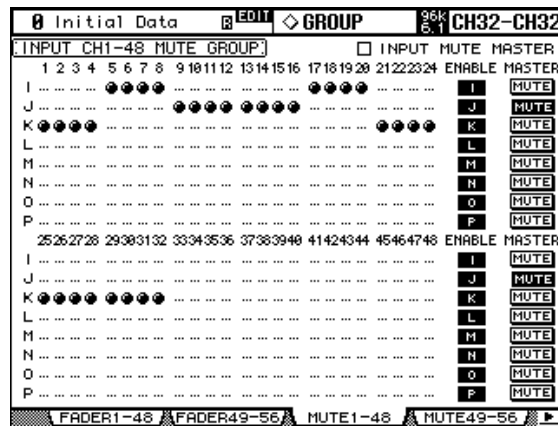 0 Initial Data EDIT ◇GROUP 96K 6.1 CH32-CH32
INPUT CH1-48 MUTE GROUP INPUT MUTE MASTER
1 2 3 4 5 6 7 8 9 10 11 12 13 14 15 16 17 18 19 20 21 22 23 24 ENABLE MASTER
I I MUTE
J J MUTE
K K MUTE
L L MUTE
M M MUTE
N N MUTE
O O MUTE
P P MUTE
25 26 27 28 29 30 31 32 33 34 35 36 37 38 39 40 41 42 43 44 45 46 47 48 ENABLE MASTER
I I MUTE
J J MUTE
K K MUTE
L L MUTE
M M MUTE
N N MUTE
O O MUTE
P P MUTE
FADER1-48 FADER49-56 MUTE1-48 MUTE49-56